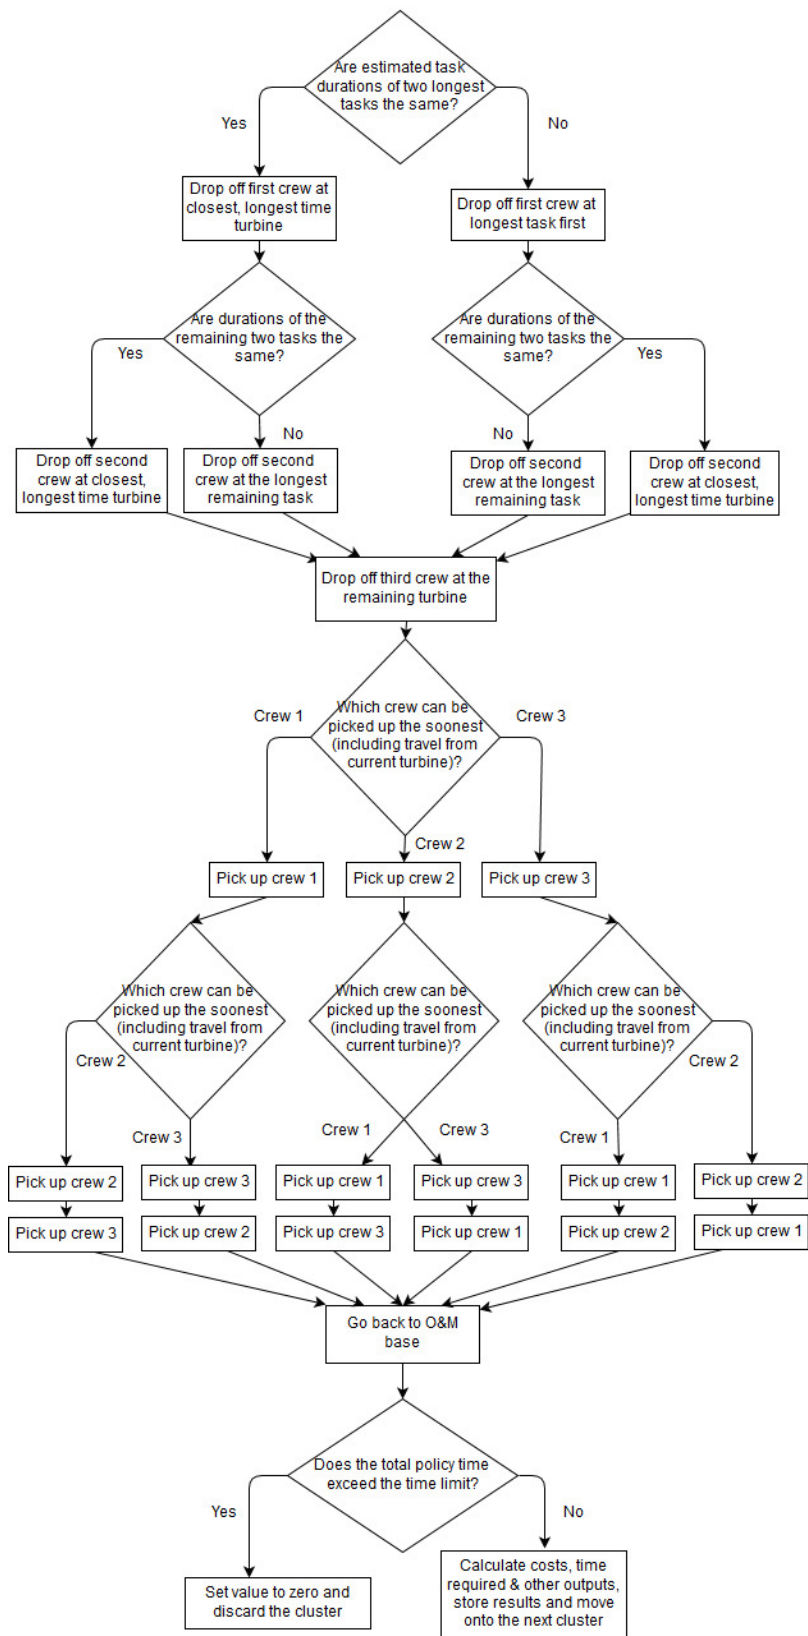 Are estimated task
durations of two longest
tasks the same?
Yes
No
Drop off first crew at
closest, longest time
turbine
Drop off first crew at
longest task first
Are durations of the
remaining two tasks the
same?
Are durations of the
remaining two tasks the
same?
Yes
Yes
No
No
Drop off second
crew at closest,
longest time turbine
Drop off second
crew at the longest
remaining task
Drop off second
crew at the longest
remaining task
Drop off second
crew at closest,
longest time turbine
Drop off third crew at the
remaining turbine
Crew 1
Which crew can be
picked up the soonest
(including travel from
current turbine)?
Crew 3
Crew 2
Pick up crew 1
Pick up crew 2
Pick up crew 3
Which crew can be
picked up the soonest
(including travel from
current turbine)?
Which crew can be
picked up the soonest
(including travel from
current turbine)?
Which crew can be
picked up the soonest
(including travel from
current turbine)?
Crew 2
Crew 3
Crew 1
Crew 3
Crew 1
Crew 2
Pick up crew 2
Pick up crew 3
Pick up crew 1
Pick up crew 3
Pick up crew 1
Pick up crew 2
Pick up crew 3
Pick up crew 2
Pick up crew 3
Pick up crew 1
Pick up crew 2
Pick up crew 1
Go back to O&M
base
Does the total policy time
exceed the time limit?
Yes
No
Set value to zero and
discard the cluster
Calculate costs, time
required & other outputs,
store results and move
onto the next cluster